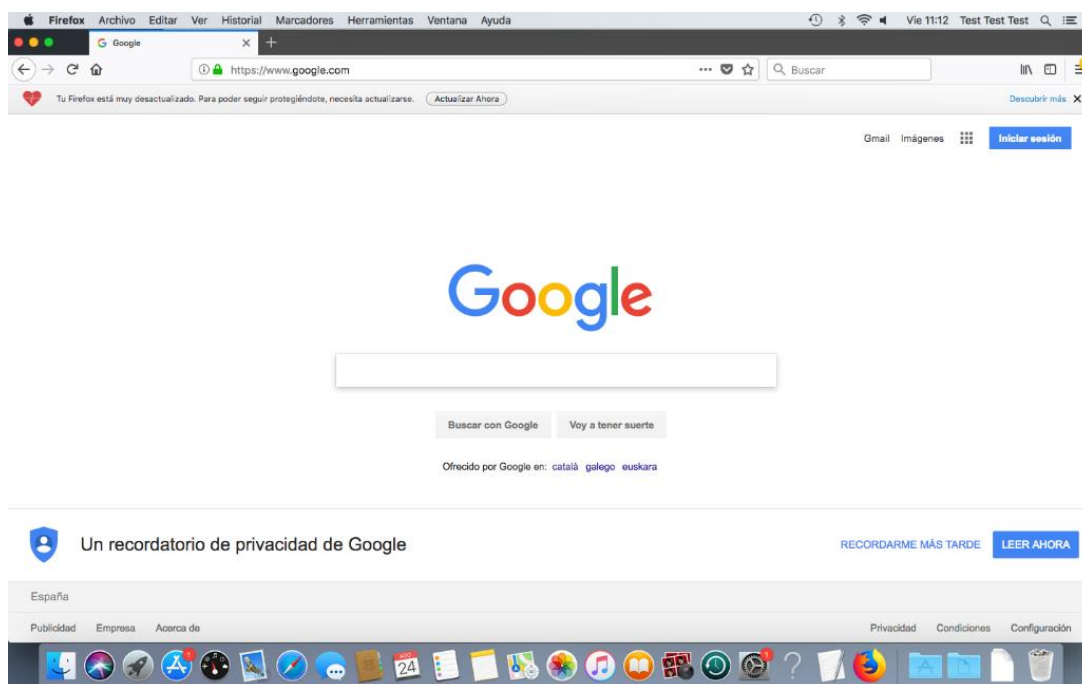 Firefox Archivo Editar Ver Historial Marcadores Herramientas Ventana Ayuda Vie 11:12 Test Test Test
Google
https://www.google.com Buscar
Tu Firefox está muy desactualizado. Para poder seguir protegiéndote, necesita actualizarse. Actualizar Ahora Descubrir más
Gmail Imágenes Iniciar sesión
Google
Buscar con Google Voy a tener suerte
Ofrecido por Google en: català galego euskara
Un recordatorio de privacidad de Google RECORDARME MÁS TARDE LEER AHORA
España
Publicidad Empresa Acerca de Privacidad Condiciones Configuración
AGO
24